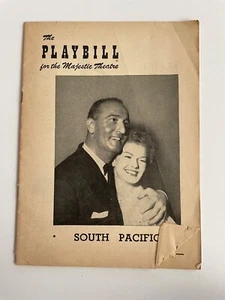 The
PLAYBILL
for the Majestic Theatre
• SOUTH PACIFIC